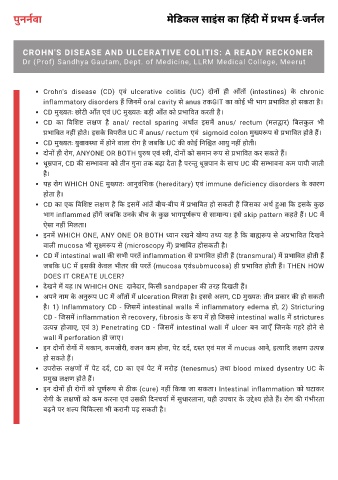 पुनर्नवा
मेडिकल साइंस का हिंदी में प्रथम ई-जर्नल
CROHN'S DISEASE AND ULCERATIVE COLITIS: A READY RECKONER
Dr (Prof) Sandhya Gautam, Dept. of Medicine, LLRM Medical College, Meerut
• Crohn's disease (CD) एवं ulcerative colitis (UC) दोनों ही आँतों (intestines) के chronic
inflammatory disorders हैं जिनमें oral cavity से anus तकGIT का कोई भी भाग प्रभावित हो सकता है।
• CD मुख्यतः छोटी आँत एवं UC मुख्यतः बड़ी आँत को प्रभावित करती है।
• CD का विशिष्ट लक्षण है anal/ rectal sparing अर्थात इसमें anus/ rectum (मलद्वार) बिलकुल भी
प्रभावित नहीं होते। इसके विपरीत UC में anus/ rectum एवं sigmoid colon मुख्यरूप से प्रभावित होते हैं।
• CD मुख्यतः युवावस्था में होने वाला रोग है जबकि UC की कोई निश्चित आयु नहीं होती।
• दोनों ही रोग, ANYONE OR BOTH पुरुष एवं स्त्री, दोनों को समान रूप से प्रभावित कर सकते हैं।
• धूम्रपान, CD की सम्भावना को तीन गुना तक बढ़ा देता है परन्तु धूम्रपान के साथ UC की सम्भावना कम पायी जाती
है।
• यह रोग WHICH ONE मुख्यतः आनुवंशिक (hereditary) एवं immune deficiency disorders के कारण
होता है।
• CD का एक विशिष्ट लक्षण है कि इसमें आंतें बीच-बीच में प्रभावित हो सकती हैं जिसका अर्थ हुआ कि इसके कुछ
भाग inflammed होंगें जबकि उनके बीच के कुछ भागपूर्णरूप से सामान्य। इसे skip pattern कहते हैं। UC में
ऐसा नहीं मिलता।
• इनमें WHICH ONE, ANY ONE OR BOTH ध्यान रखने योग्य तथ्य यह है कि बाह्यरूप से अप्रभावित दिखने
वाली mucosa भी सूक्ष्मरूप से (microscopy में) प्रभावित होसकती है।
• CD में intestinal wall की सभी परतें inflammation से प्रभावित होती हैं (transmural) में प्रभावित होती हैं
जबकि UC में इसकी केवल भीतर की परतें (mucosa एवंsubmucosa) ही प्रभावित होती हैं। THEN HOW
DOES IT CREATE ULCER?
• देखने में यह IN WHICH ONE दानेदार, किसी sandpaper की तरह दिखती हैं।
• अपने नाम के अनुरूप UC में आँतों में ulceration मिलता है। इससे अलग, CD मुख्यतः तीन प्रकार की हो सकती
है। 1) Inflammatory CD - जिसमें intestinal walls में inflammatory edema हो, 2) Stricturing
CD - जिसमें inflammation से recovery, fibrosis के रूप में हो जिससे intestinal walls में strictures
उत्पन्न होजाए, एवं 3) Penetrating CD - जिसमें intestinal wall में ulcer बन जाएँ जिनके गहरे होने से
wall में perforation हो जाए।
• इन दोनों रोगों में थकान, कमजोरी, वजन कम होना, पेट दर्द, दस्त एवं मल में mucus आने, इत्यादि लक्षण उत्पन्न
हो सकते हैं।
• उपरोक्त लक्षणों में पेट दर्द, CD का एवं पेट में मरोड़ (tenesmus) तथा blood mixed dysentry UC के
प्रमुख लक्षण होते हैं।
• इन दोनों ही रोगों को पूर्णरूप से ठीक (cure) नहीं किया जा सकता। Intestinal inflammation को घटाकर
रोगी के लक्षणों को कम करना एवं उसकी दिनचर्या में सुधारलाना, यही उपचार के उद्देश्य होते हैं। रोग की गंभीरता
बढ़ने पर शल्य चिकित्सा भी करानी पड़ सकती है।